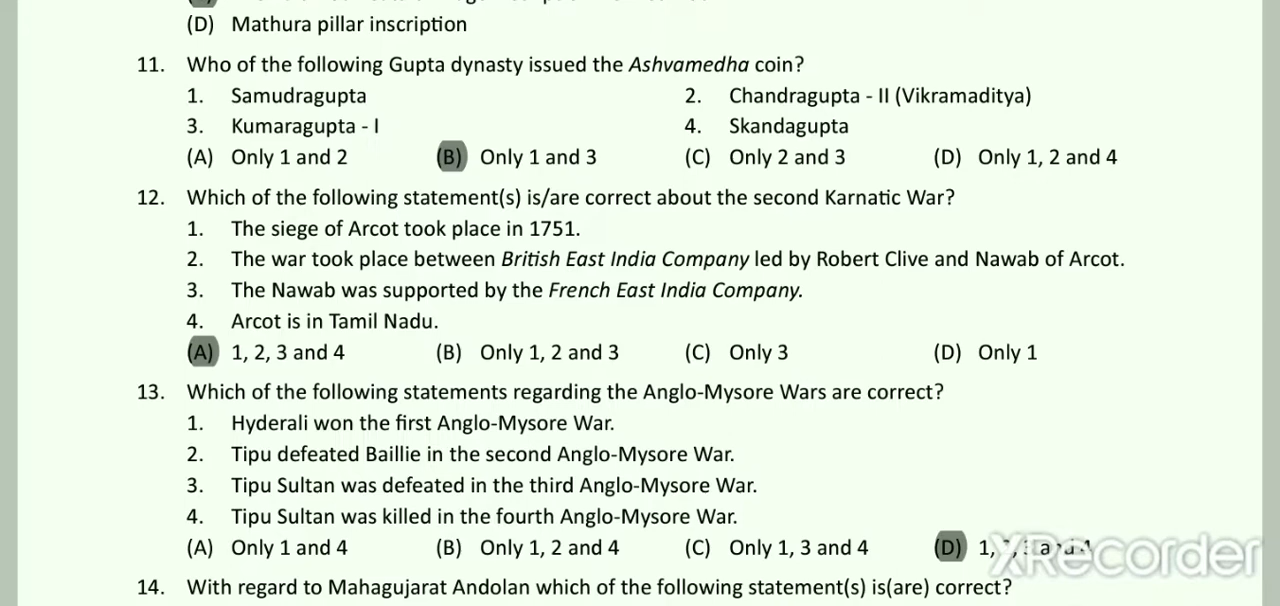 (D) Mathura pillar inscription
11. Who of the following Gupta dynasty issued the Ashvamedha coin?
1. Samudragupta 2. Chandragupta - II (Vikramaditya)
3. Kumaragupta - I 4. Skandagupta
(A) Only 1 and 2 (B) Only 1 and 3 (C) Only 2 and 3 (D) Only 1, 2 and 4
12. Which of the following statement(s) is/are correct about the second Karnatic War?
1. The siege of Arcot took place in 1751.
2. The war took place between British East India Company led by Robert Clive and Nawab of Arcot.
3. The Nawab was supported by the French East India Company.
4. Arcot is in Tamil Nadu.
(A) 1, 2, 3 and 4 (B) Only 1, 2 and 3 (C) Only 3 (D) Only 1
13. Which of the following statements regarding the Anglo-Mysore Wars are correct?
1. Hyderali won the first Anglo-Mysore War.
2. Tipu defeated Baillie in the second Anglo-Mysore War.
3. Tipu Sultan was defeated in the third Anglo-Mysore War.
4. Tipu Sultan was killed in the fourth Anglo-Mysore War.
(A) Only 1 and 4 (B) Only 1, 2 and 4 (C) Only 1, 3 and 4 (D) 1,
XRecorder
14. With regard to Mahagujarat Andolan which of the following statement(s) is(are) correct?